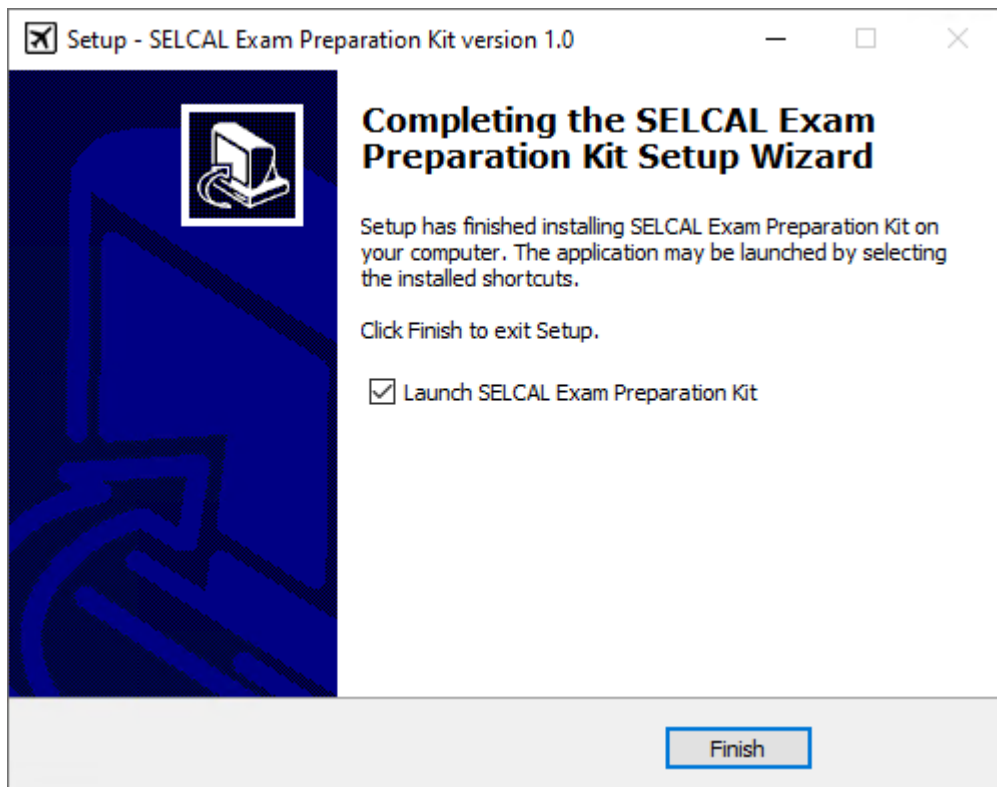 Setup - SELCAL Exam Preparation Kit version 1.0
Completing the SELCAL Exam
Preparation Kit Setup Wizard
Setup has finished installing SELCAL Exam Preparation Kit on
your computer. The application may be launched by selecting
the installed shortcuts.
Click Finish to exit Setup.
Launch SELCAL Exam Preparation Kit
Finish